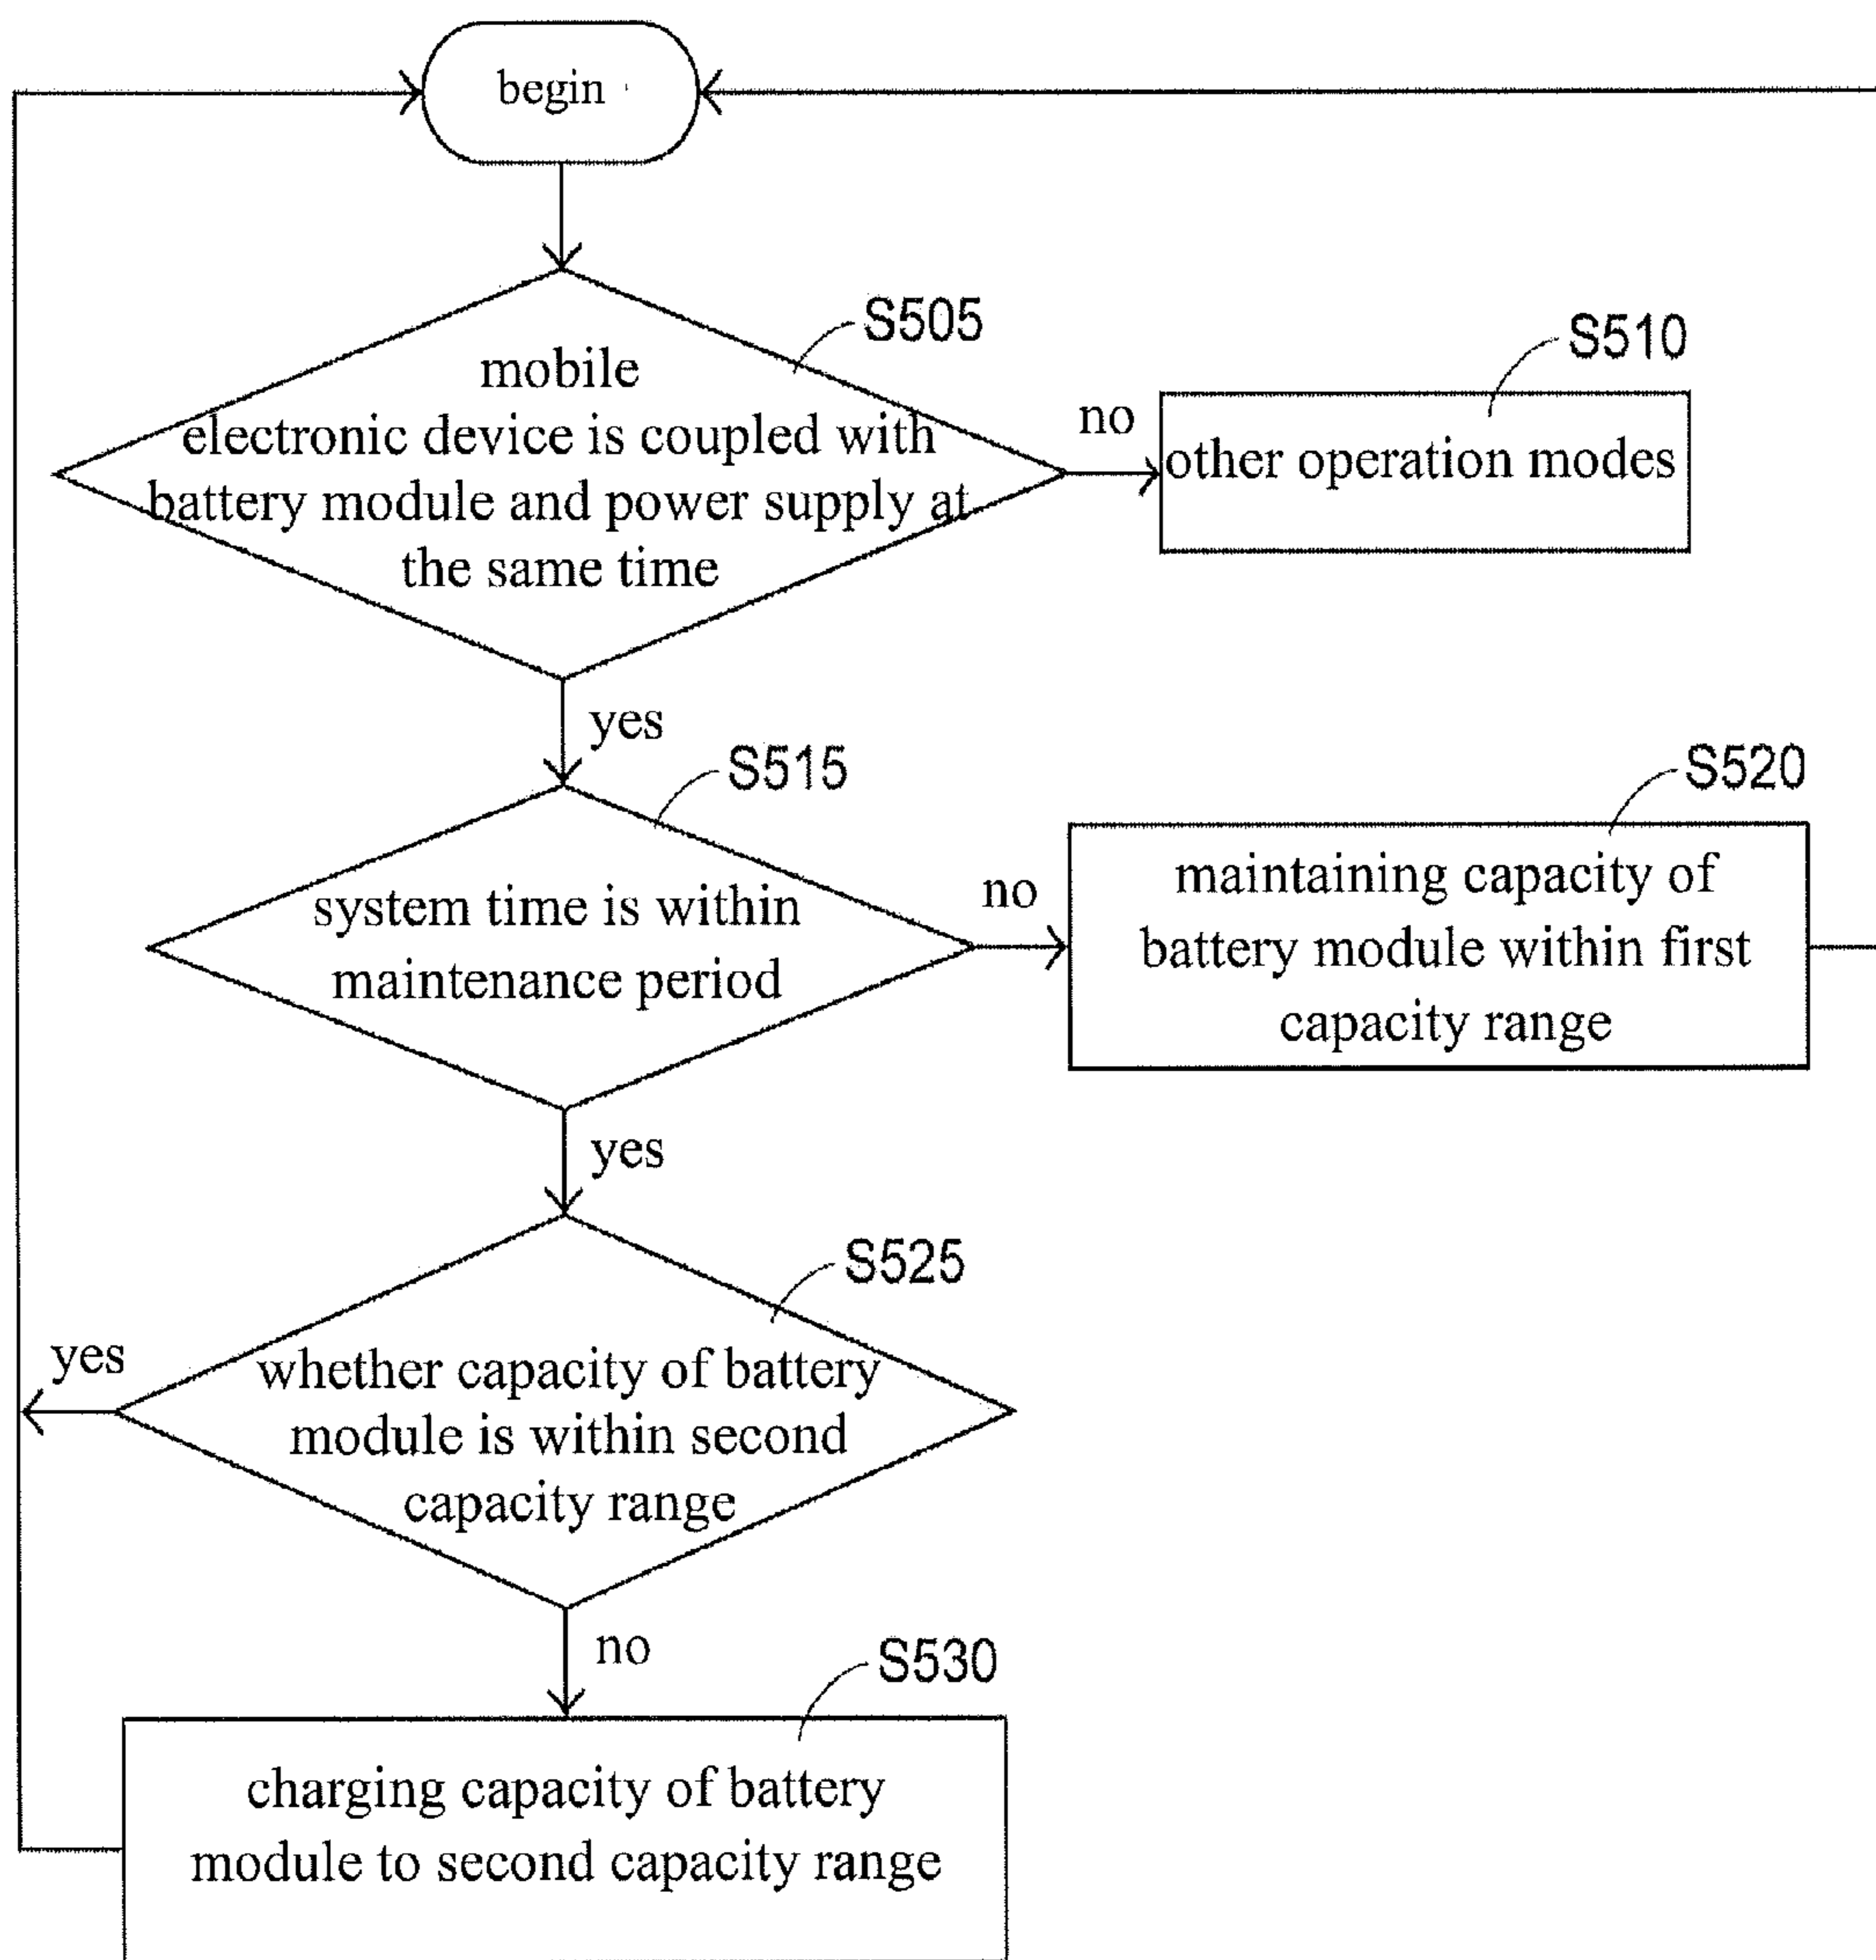 begin
S505
mobile
electronic device is coupled with
battery module and power supply at
the same time
no
S510
other operation modes
yes
S515
system time is within
maintenance period
no
S520
maintaining capacity of
battery module within first
capacity range
yes
S525
yes
whether capacity of battery
module is within second
capacity range
no
S530
charging capacity of battery
module to second capacity range